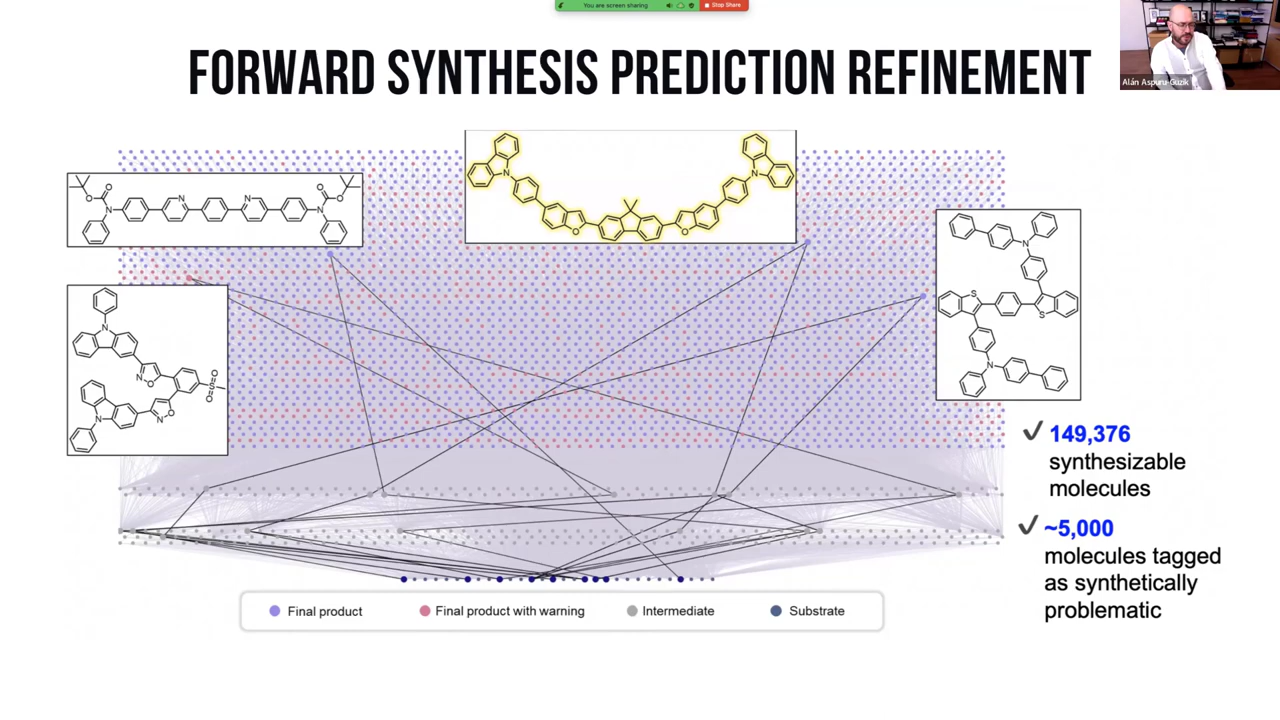 You are screen sharing
Stop Share
FORWARD SYNTHESIS PREDICTION REFINEMENT
Alán Aspuru-Guzik
N
O
O
N
N
N
O
O
N
N
N
O
O
N
N
S
S
N
N
N
O
O
S
O
N
O
N
✓ 149,376
synthesizable
molecules
✓ ~5,000
molecules tagged
as synthetically
problematic
Final product
Final product with warning
Intermediate
Substrate